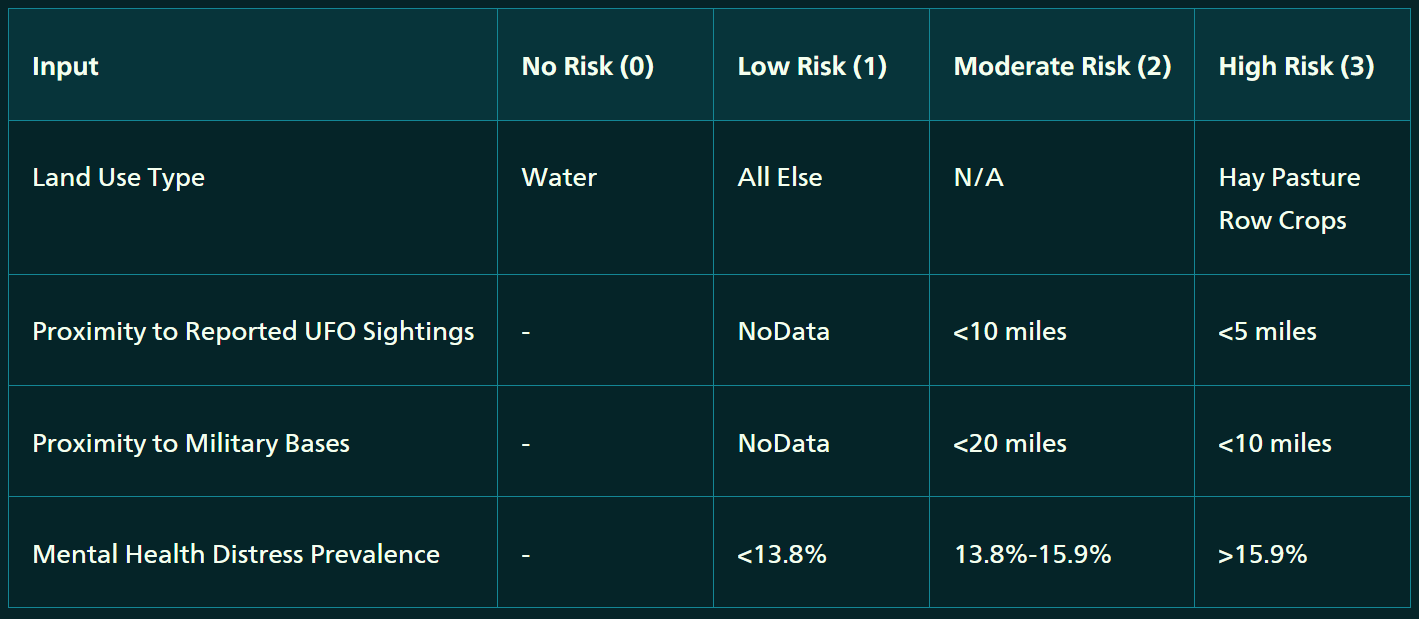 Input No Risk (0) Low Risk (1) Moderate Risk (2) High Risk (3)
Land Use Type Water All Else N/A Hay Pasture
Row Crops
Proximity to Reported UFO Sightings - NoData <10 miles <5 miles
Proximity to Military Bases - NoData <20 miles <10 miles
Mental Health Distress Prevalence - <13.8% 13.8%-15.9% >15.9%